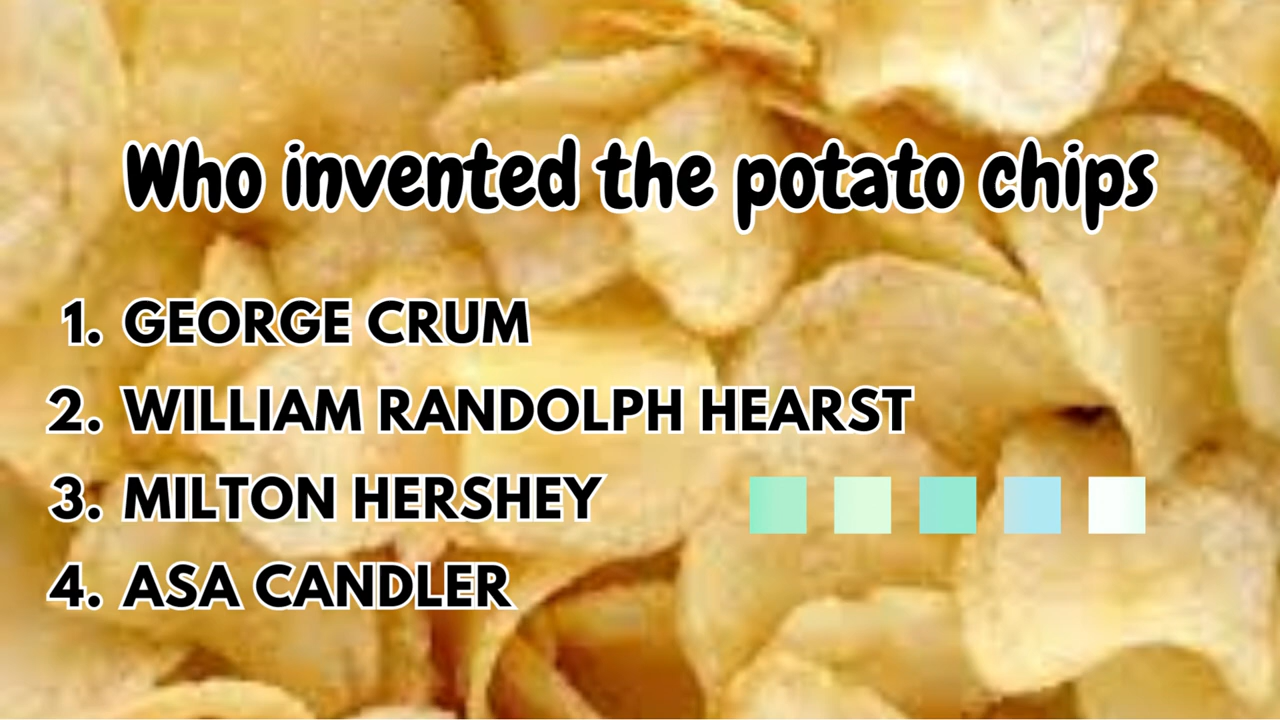 Who invented the potato chips
1. GEORGE CRUM
2. WILLIAM RANDOLPH HEARST
3. MILTON HERSHEY
4. ASA CANDLER